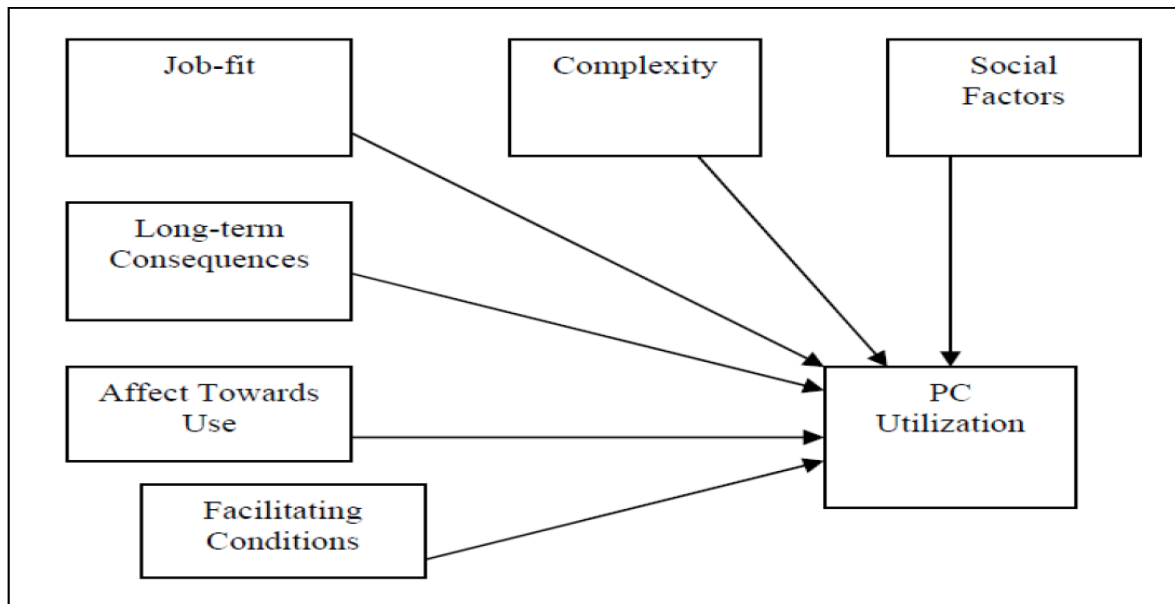 Job-fit
Complexity
Social
Factors
Long-term
Consequences
Affect Towards
Use
PC
Utilization
Facilitating
Conditions